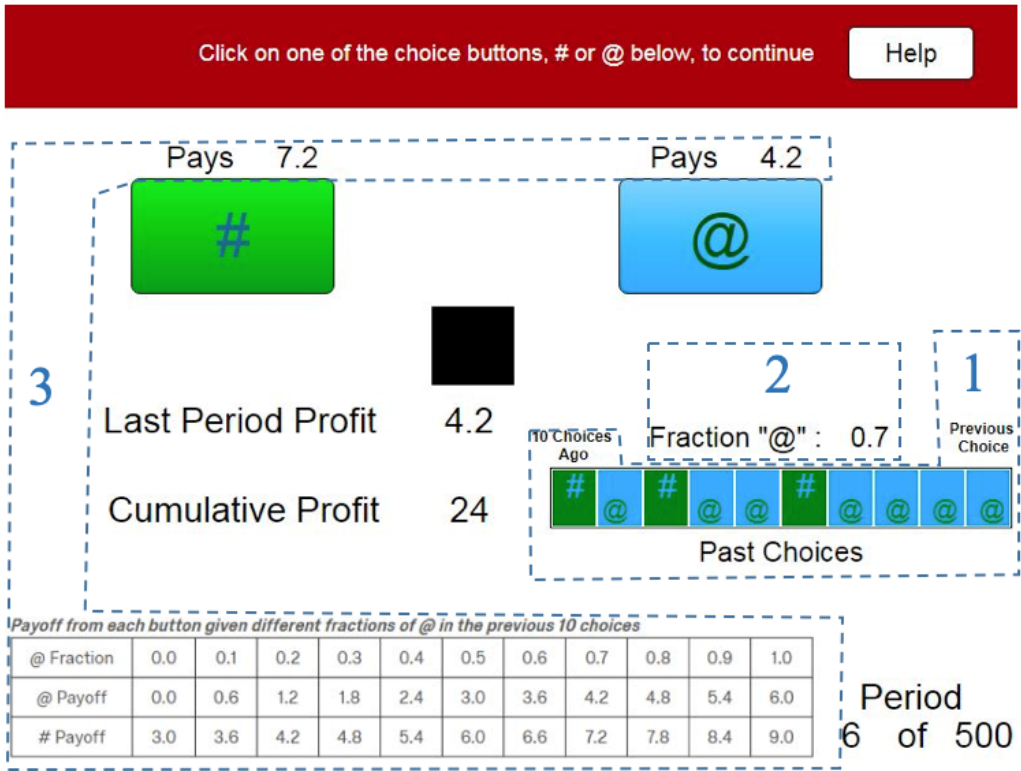 Click on one of the choice buttons, # or @ below, to continue
Help
Pays 7.2
Pays 4.2
#
@
3
2
1
Last Period Profit 4.2
10 Choices
Ago
Fraction "@" : 0.7
Previous
Choice
# @ # @ @ # @ @ @ @
Cumulative Profit 24
Past Choices
Payoff from each button given different fractions of @ in the previous 10 choices
@ Fraction 0.0 0.1 0.2 0.3 0.4 0.5 0.6 0.7 0.8 0.9 1.0
@ Payoff 0.0 0.6 1.2 1.8 2.4 3.0 3.6 4.2 4.8 5.4 6.0
# Payoff 3.0 3.6 4.2 4.8 5.4 6.0 6.6 7.2 7.8 8.4 9.0
Period
6 of 500